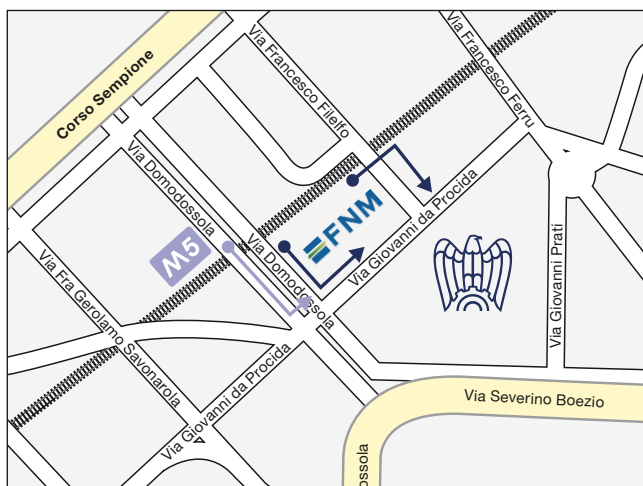 Corso Sempione
Via Francesco Filelfo
Via Francesco Ferru
Via Domodossola
M5
FNM
Via Domodossola
Via Giovanni da Procida
Via Giovanni Prati
Via Fra Gerolamo Savonarola
Via Giovanni da Procida
Via Severino Boezio
ossola